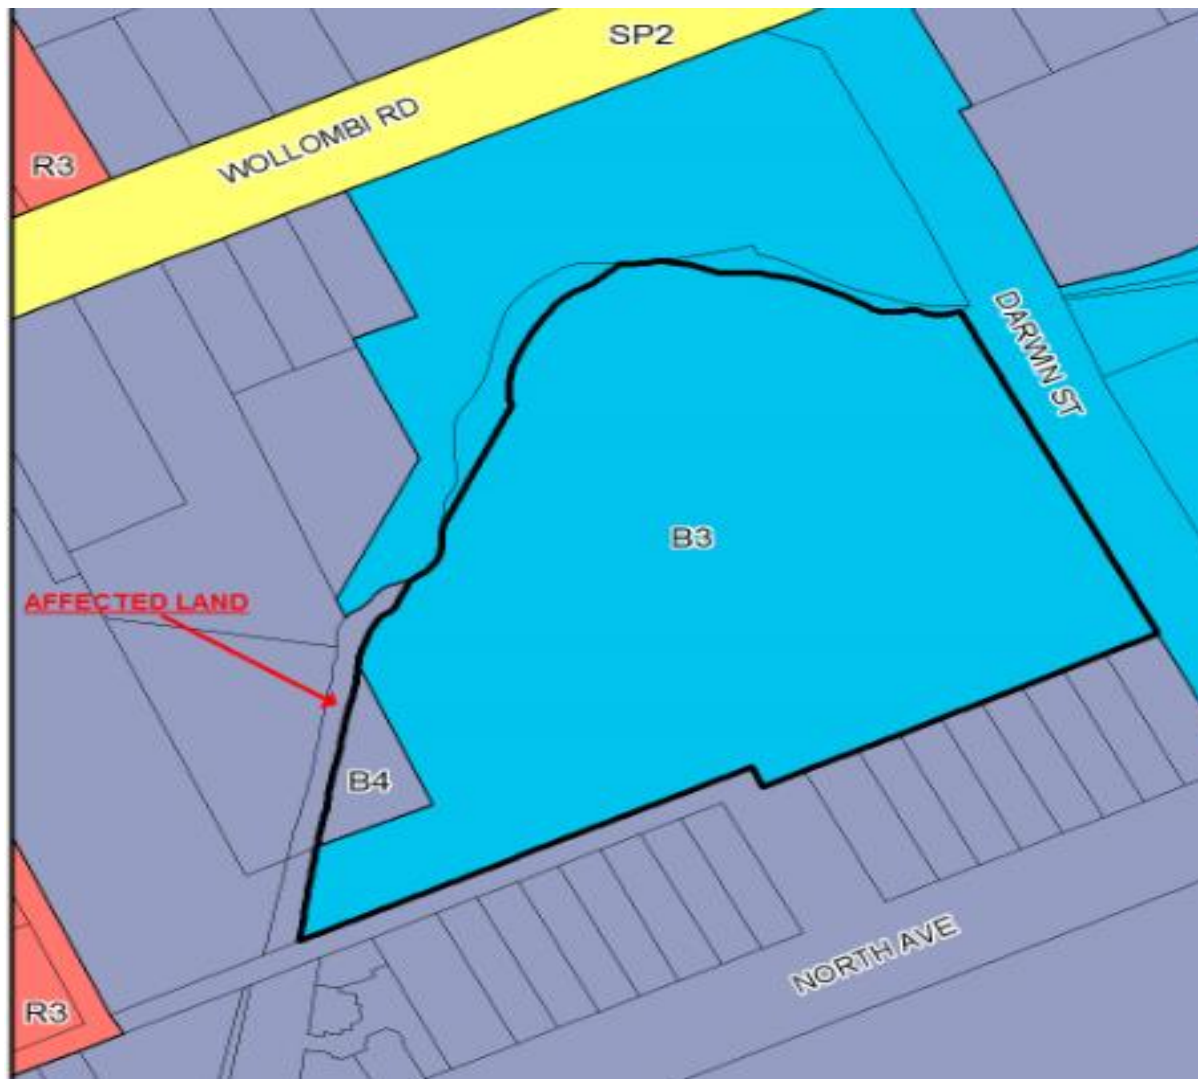 SP2
WOLLOMBI RD
R3
DARWIN ST
B3
AFFECTED LAND
B4
NORTH AVE
R3